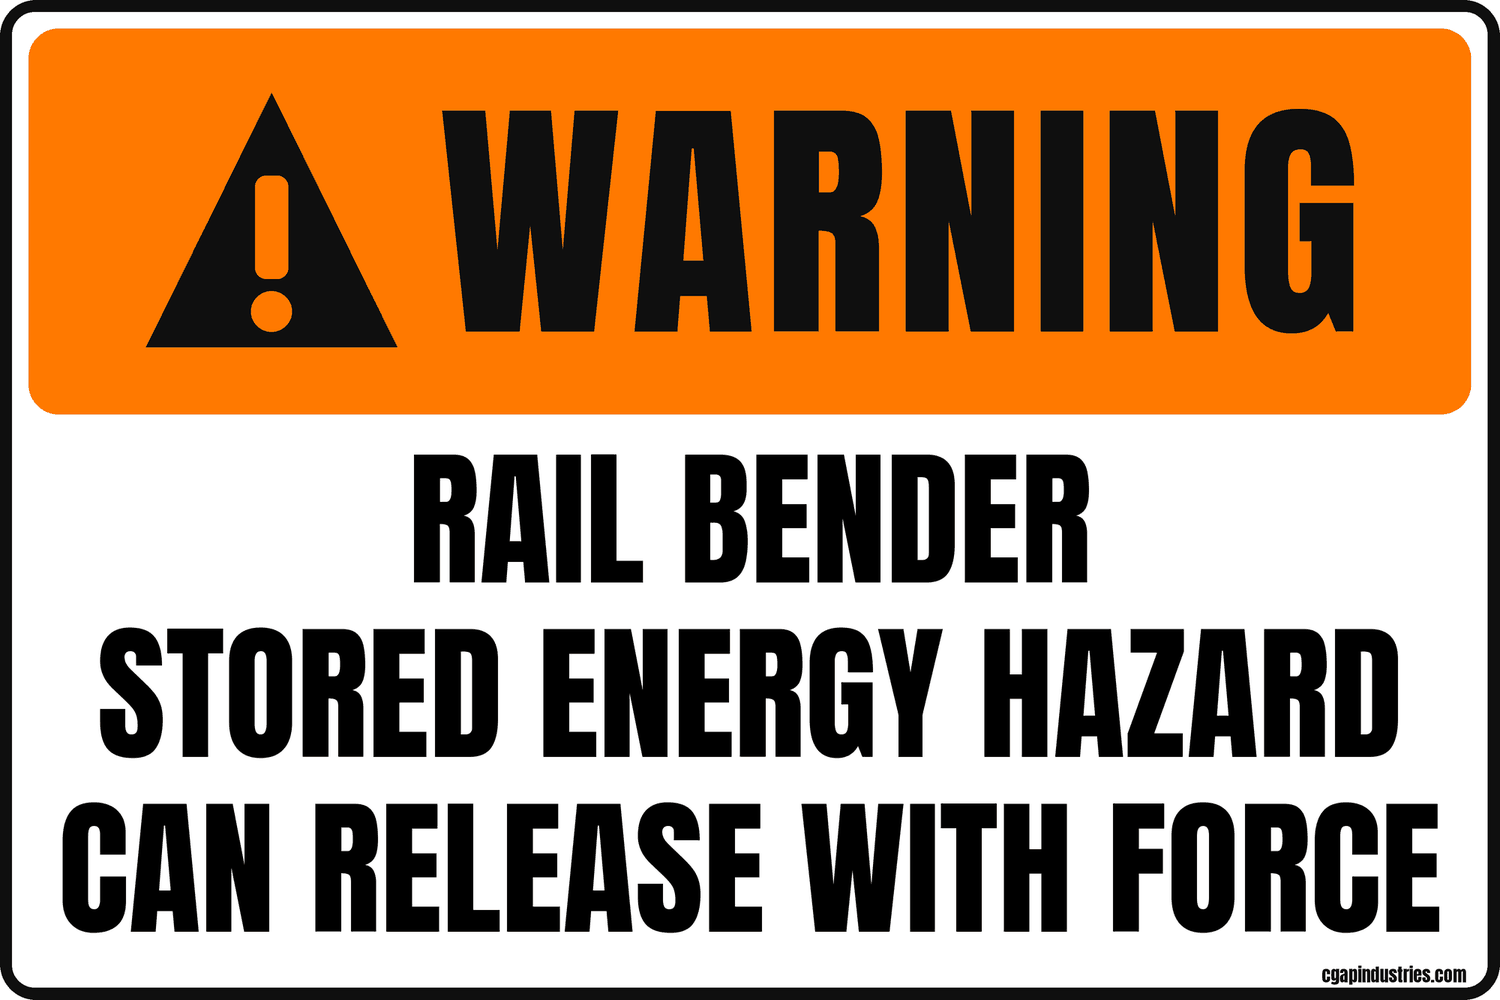 WARNING
RAIL BENDER
STORED ENERGY HAZARD
CAN RELEASE WITH FORCE
cgapindustries.com